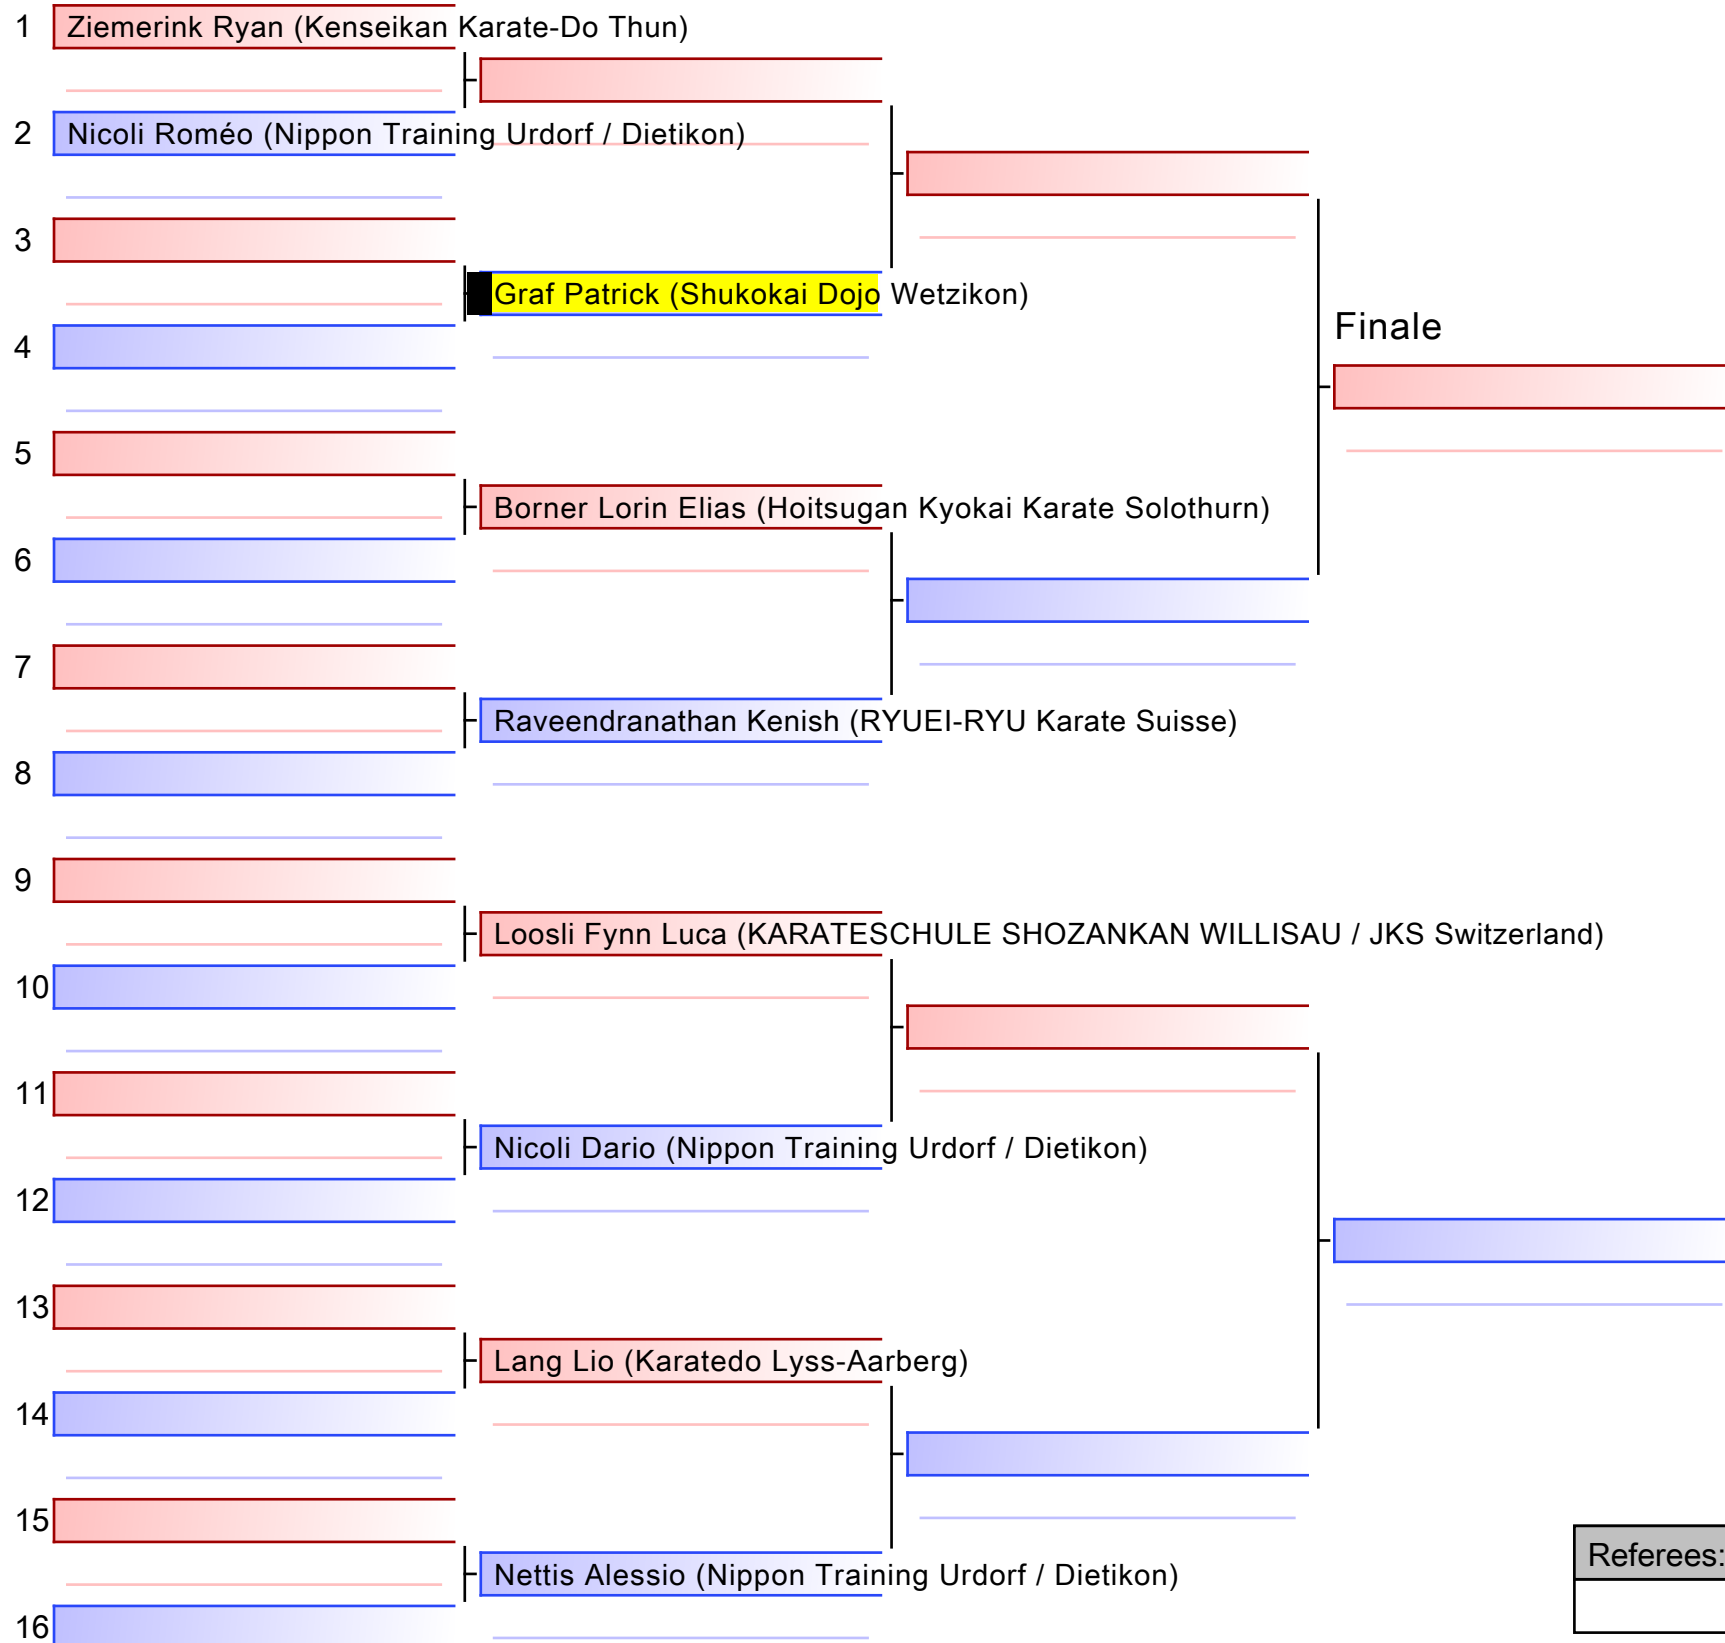 1 Ziemerink Ryan (Kenseikan Karate-Do Thun)
2 Nicoli Roméo (Nippon Training Urdorf / Dietikon)
3
Graf Patrick (Shukokai Dojo Wetzikon)
Finale
4
5
Borner Lorin Elias (Hoitsugan Kyokai Karate Solothurn)
6
7
Raveendranathan Kenish (RYUEI-RYU Karate Suisse)
8
9
Loosli Fynn Luca (KARATESCHULE SHOZANKAN WILLISAU / JKS Switzerland)
10
11
Nicoli Dario (Nippon Training Urdorf / Dietikon)
12
13
Lang Lio (Karatedo Lyss-Aarberg)
14
15
Referees:
Nettis Alessio (Nippon Training Urdorf / Dietikon)
16